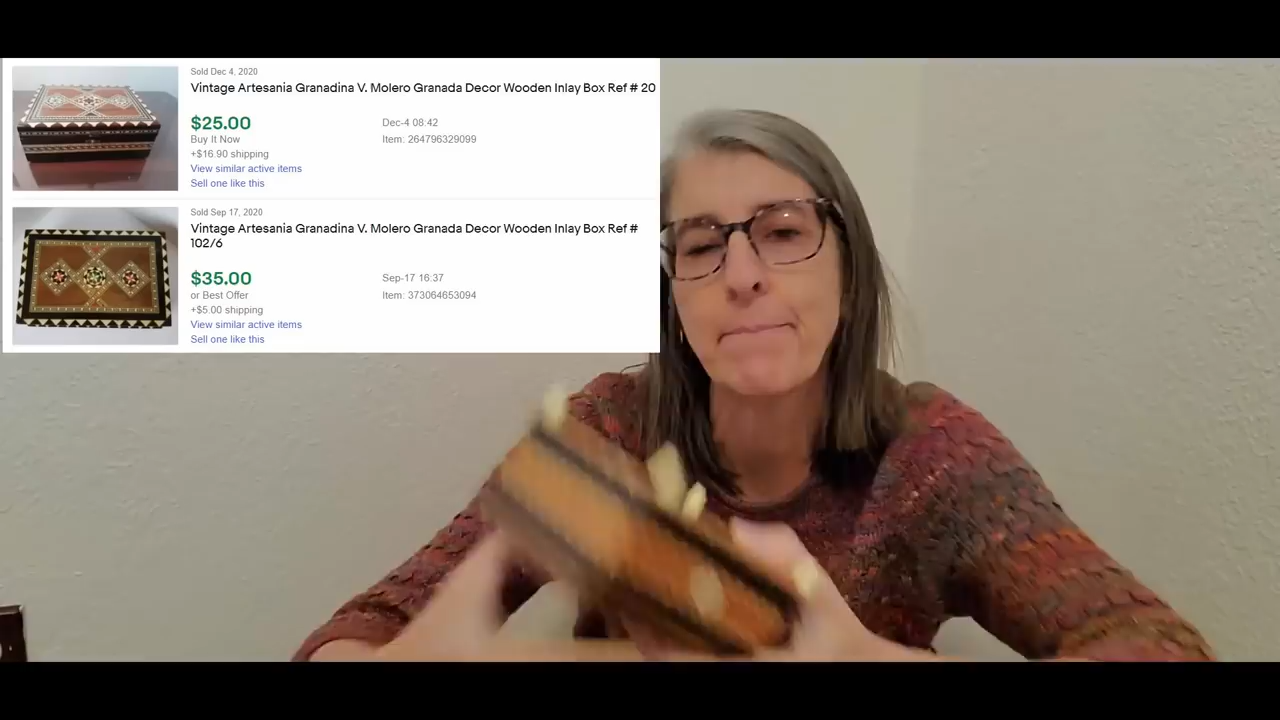 Sold Dec 4, 2020
Vintage Artesania Granadina V. Molero Granada Decor Wooden Inlay Box Ref # 20
$25.00
Dec-4 08:42
Buy It Now
Item: 264796329099
+$16.90 shipping
View similar active items
Sell one like this
Sold Sep 17, 2020
Vintage Artesania Granadina V. Molero Granada Decor Wooden Inlay Box Ref #
102/6
$35.00
Sep-17 16:37
or Best Offer
Item: 373064653094
+$5.00 shipping
View similar active items
Sell one like this